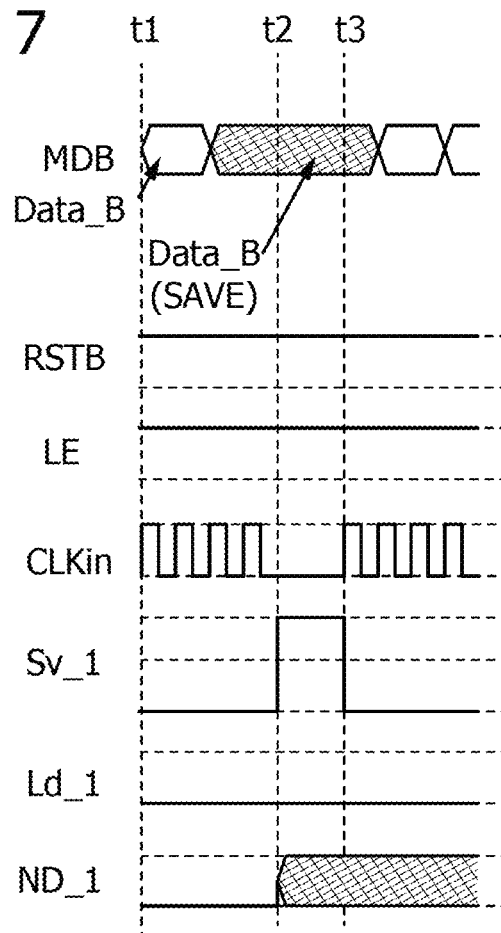 7
t1 t2 t3
MDB
Data_B
Data_B
(SAVE)
RSTB
LE
CLKin
Sv_1
Ld_1
ND_1